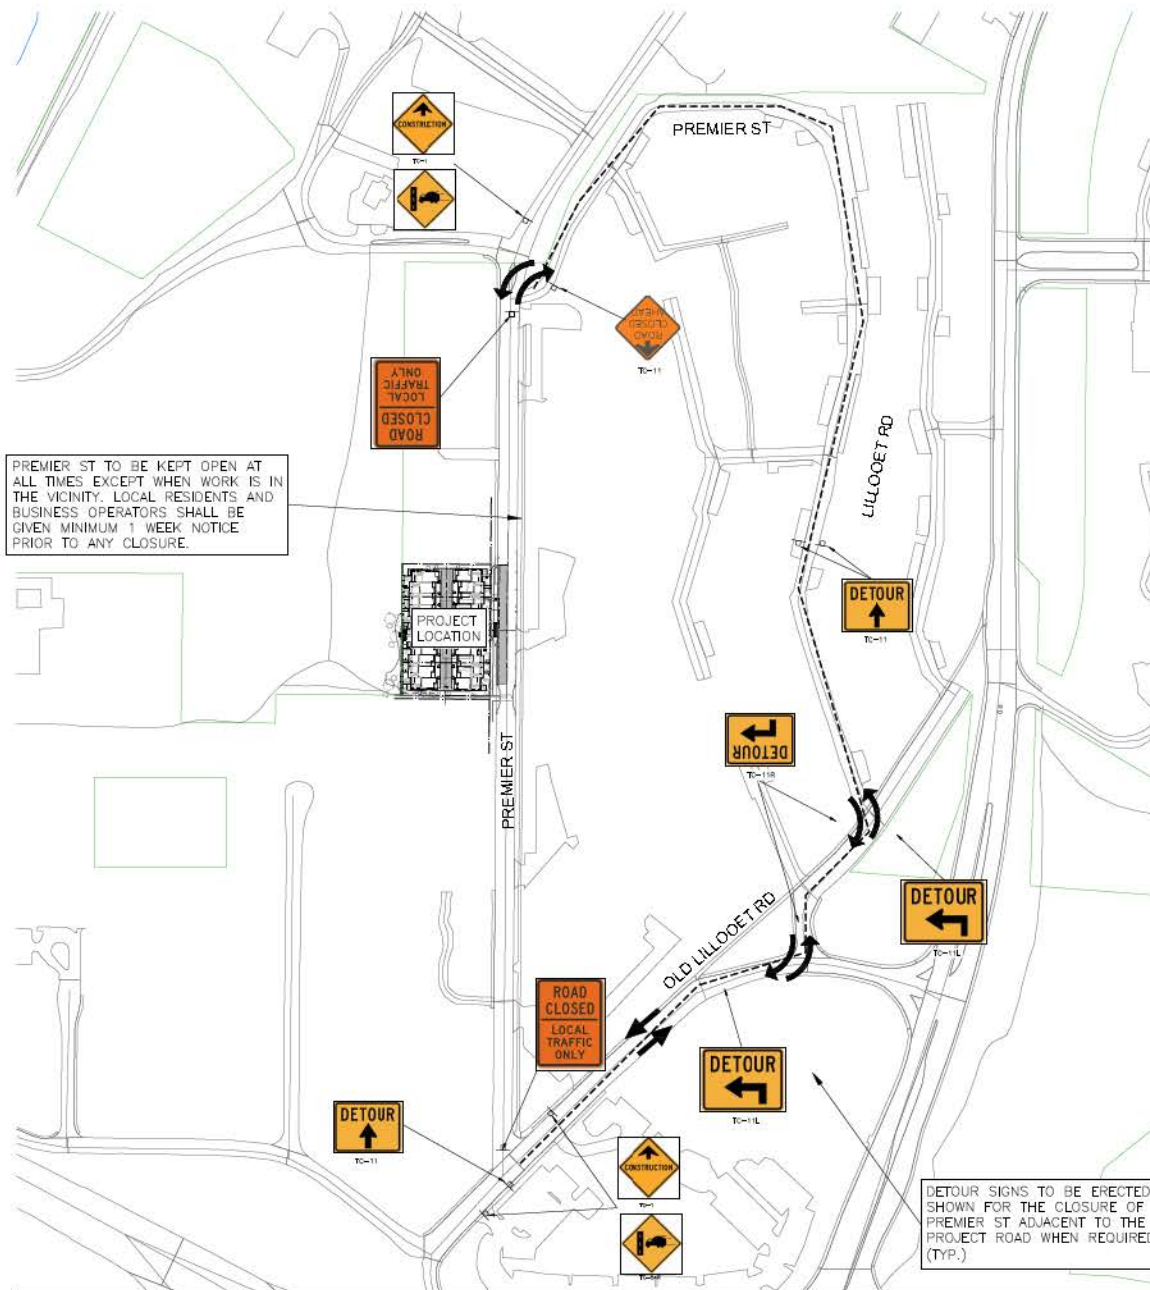 CONSTRUCTION
TC-1
PREMIER ST
ROAD
CLOSED
AHEAD
TC-11
ROAD
CLOSED
LOCAL
TRAFFIC
ONLY
LILLOOET RD
PREMIER ST TO BE KEPT OPEN AT
ALL TIMES EXCEPT WHEN WORK IS IN
THE VICINITY. LOCAL RESIDENTS AND
BUSINESS OPERATORS SHALL BE
GIVEN MINIMUM 1 WEEK NOTICE
PRIOR TO ANY CLOSURE.
PROJECT
LOCATION
DETOUR
TC-11
DETOUR
TC-11R
PREMIER ST
DETOUR
TC-11L
OLD LILLOOET RD
ROAD
CLOSED
LOCAL
TRAFFIC
ONLY
DETOUR
TC-11L
DETOUR
TC-11
CONSTRUCTION
TC-1
DETOUR SIGNS TO BE ERECTED
SHOWN FOR THE CLOSURE OF
PREMIER ST ADJACENT TO THE
PROJECT ROAD WHEN REQUIRED
(TYP.)